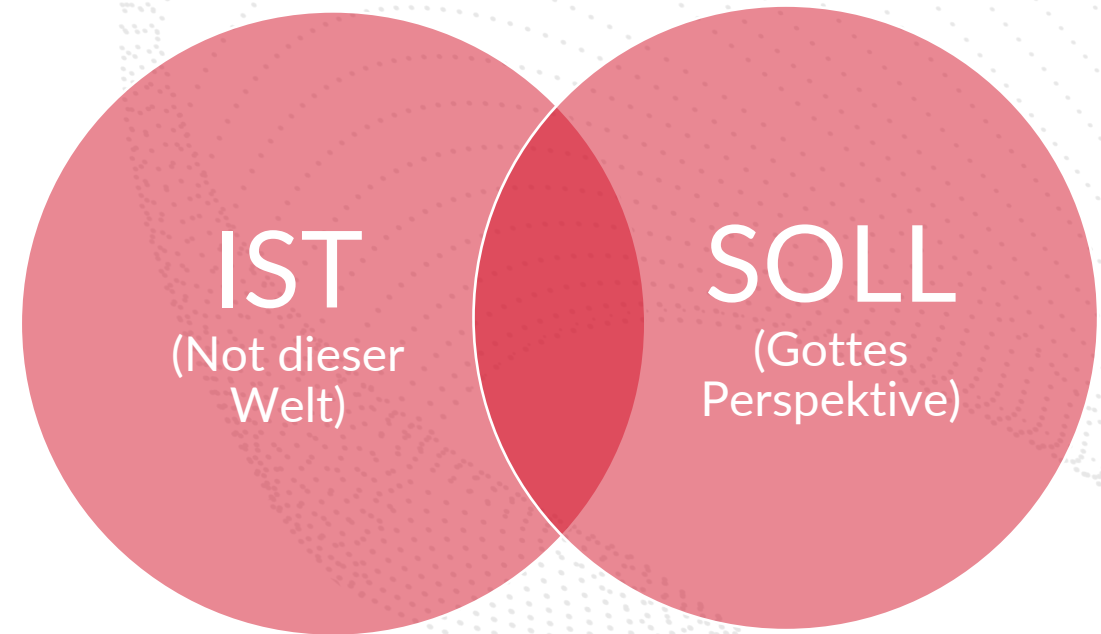 IST
(Not dieser
Welt)
SOLL
(Gottes
Perspektive)